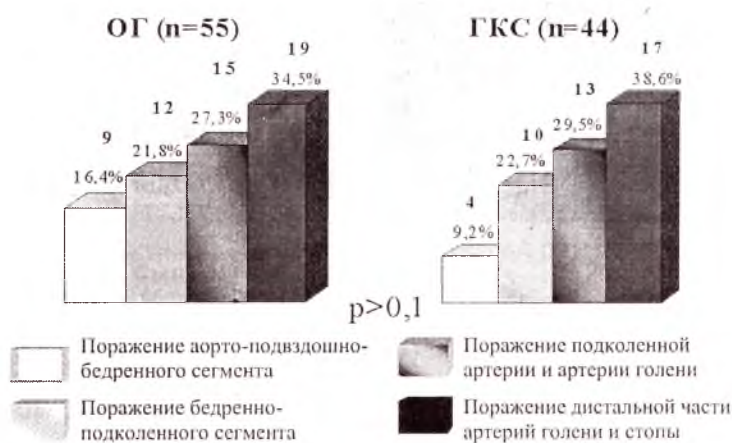 ОГ (n=55)
ГКС (n=44)
9
16,4%
12
21,8%
15
27,3%
19
34,5%
4
9,2%
10
22,7%
13
29,5%
17
38,6%
p>0,1
Поражение аорто-подвздошно-
бедренного сегмента
Поражение бедренно-
подколенного сегмента
Поражение подколенной
артерии и артерии голени
Поражение дистальной части
артерий голени и стопы